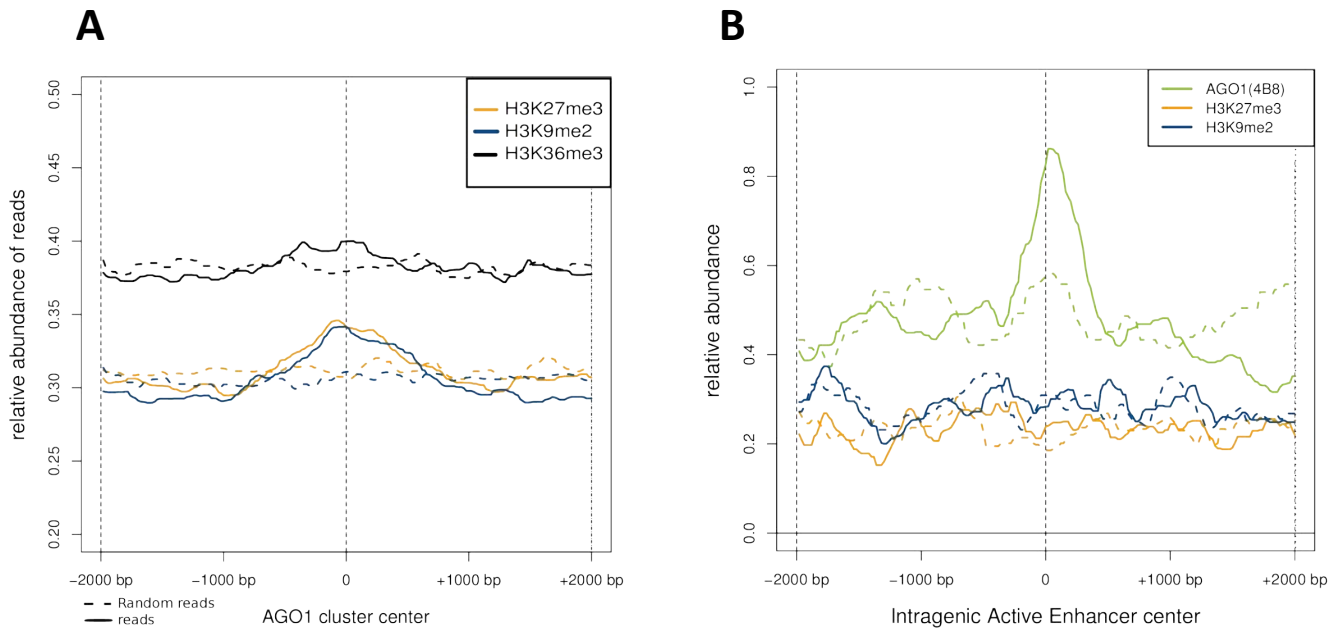 A
relative abundance of reads
0.50
0.45
0.40
0.35
0.30
0.25
0.20
H3K27me3
H3K9me2
H3K36me3
−2000 bp
−1000 bp
0
+1000 bp
+2000 bp
Random reads
reads
AGO1 cluster center
B
relative abundance
1.0
0.8
0.6
0.4
0.2
0.0
AGO1(4B8)
H3K27me3
H3K9me2
−2000 bp
−1000 bp
0
+1000 bp
+2000 bp
Intragenic Active Enhancer center